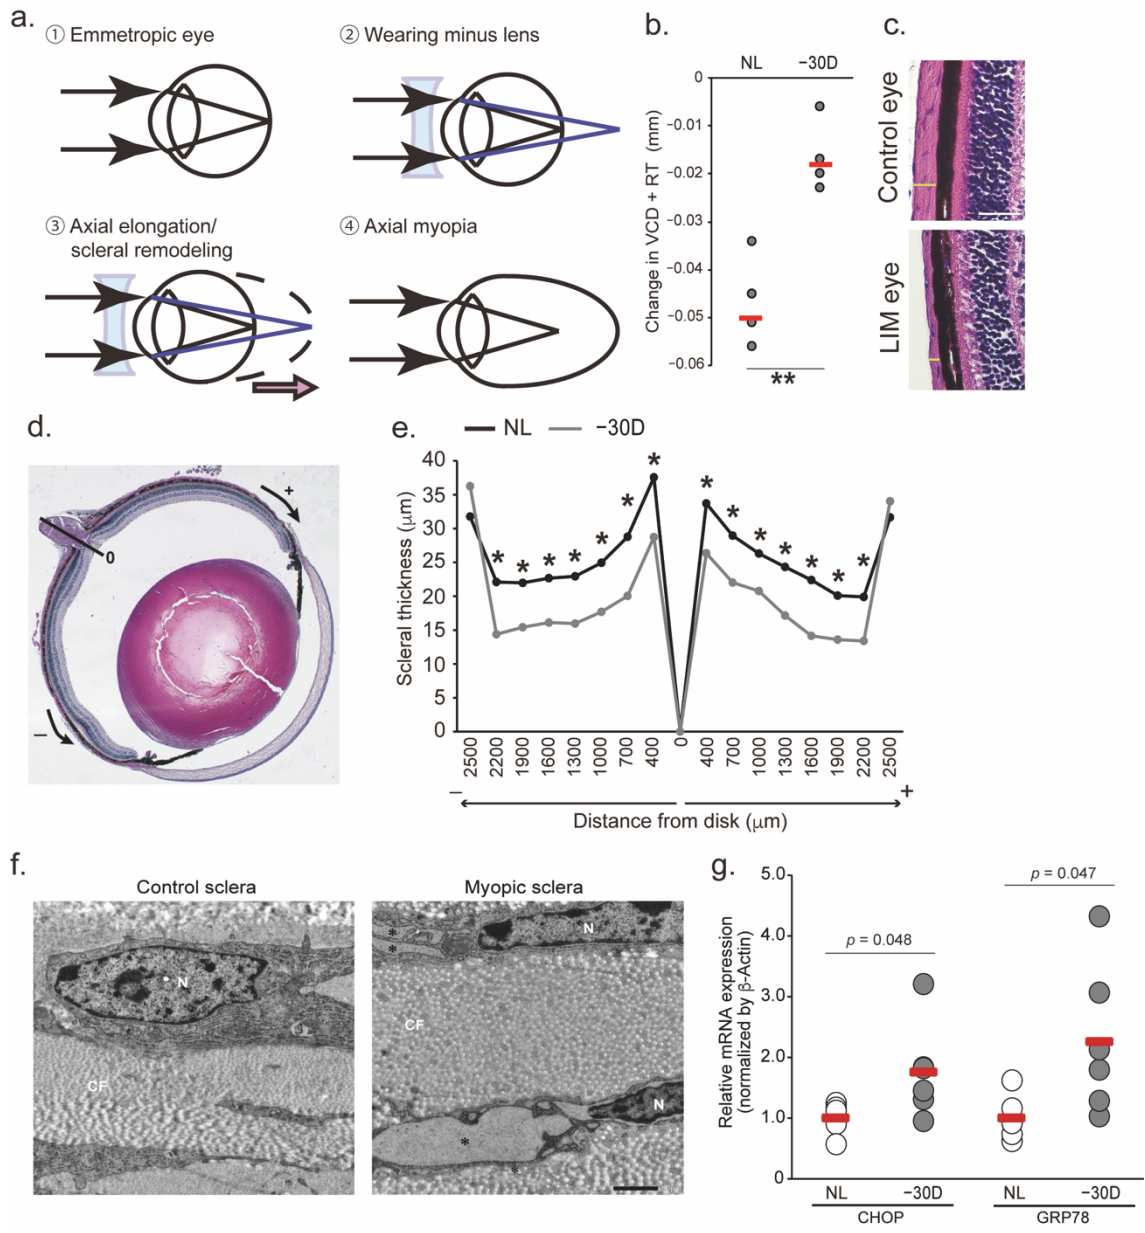 a.
① Emmetropic eye
② Wearing minus lens
③ Axial elongation/
scleral remodeling
④ Axial myopia
b.
NL −30D
0
−0.01
−0.02
−0.03
−0.04
−0.05
−0.06
Change in VCD + RT (mm)
**
c.
Control eye
LIM eye
d.
+
0
−
e.
NL −30D
40
35
30
25
20
15
10
5
0
Scleral thickness (μm)
* * * * * * *
* * * * * * *
2500 2200 1900 1600 1300 1000 700 400 0 400 700 1000 1300 1600 1900 2200 2500
− +
Distance from disk (μm)
f.
Control sclera
N
CF
Myopic sclera
*
*
N
CF
N
*
*
g.
5.0
4.0
3.0
2.0
1.0
0
Relative mRNA expression
(normalized by β-Actin)
p = 0.048
p = 0.047
NL −30D NL −30D
CHOP GRP78